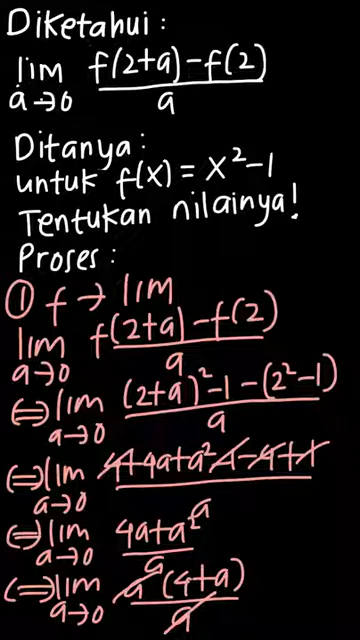 Diketahui:
lim a→0 f(2+a)-f(2) / a
Ditanya:
untuk f(x) = x²-1
Tentukan nilainya!
Proses:
① f → lim
lim a→0 f(2+a)-f(2) / a
⇔ lim a→0 (2+a)²-1-(2²-1) / a
⇔ lim a→0 4+4a+a²-1-4+1 / a
⇔ lim a→0 4a+a² / a
⇔ lim a→0 a(4+a) / a